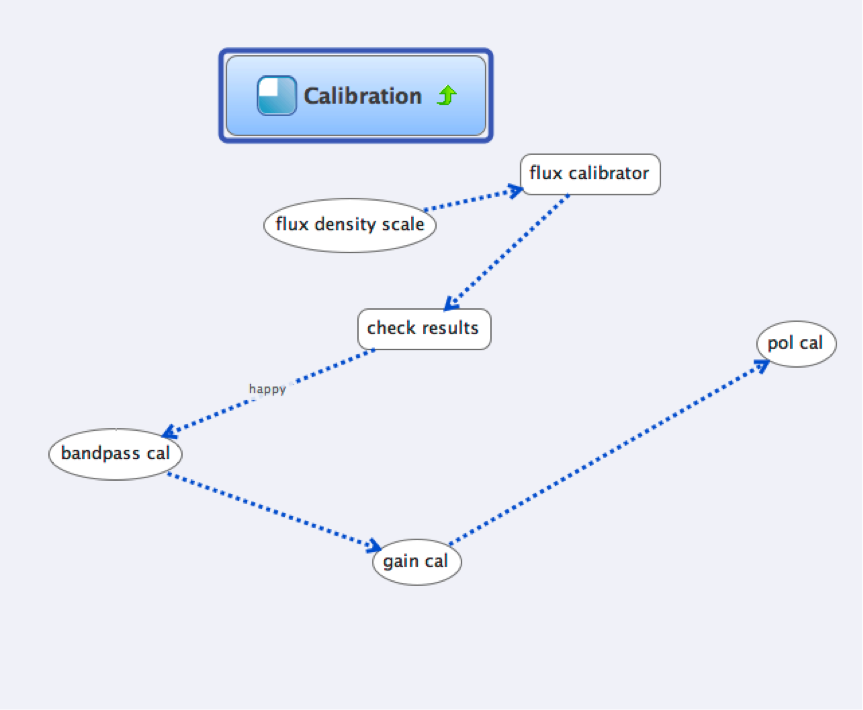 Calibration
flux calibrator
flux density scale
check results
pol cal
happy
bandpass cal
gain cal